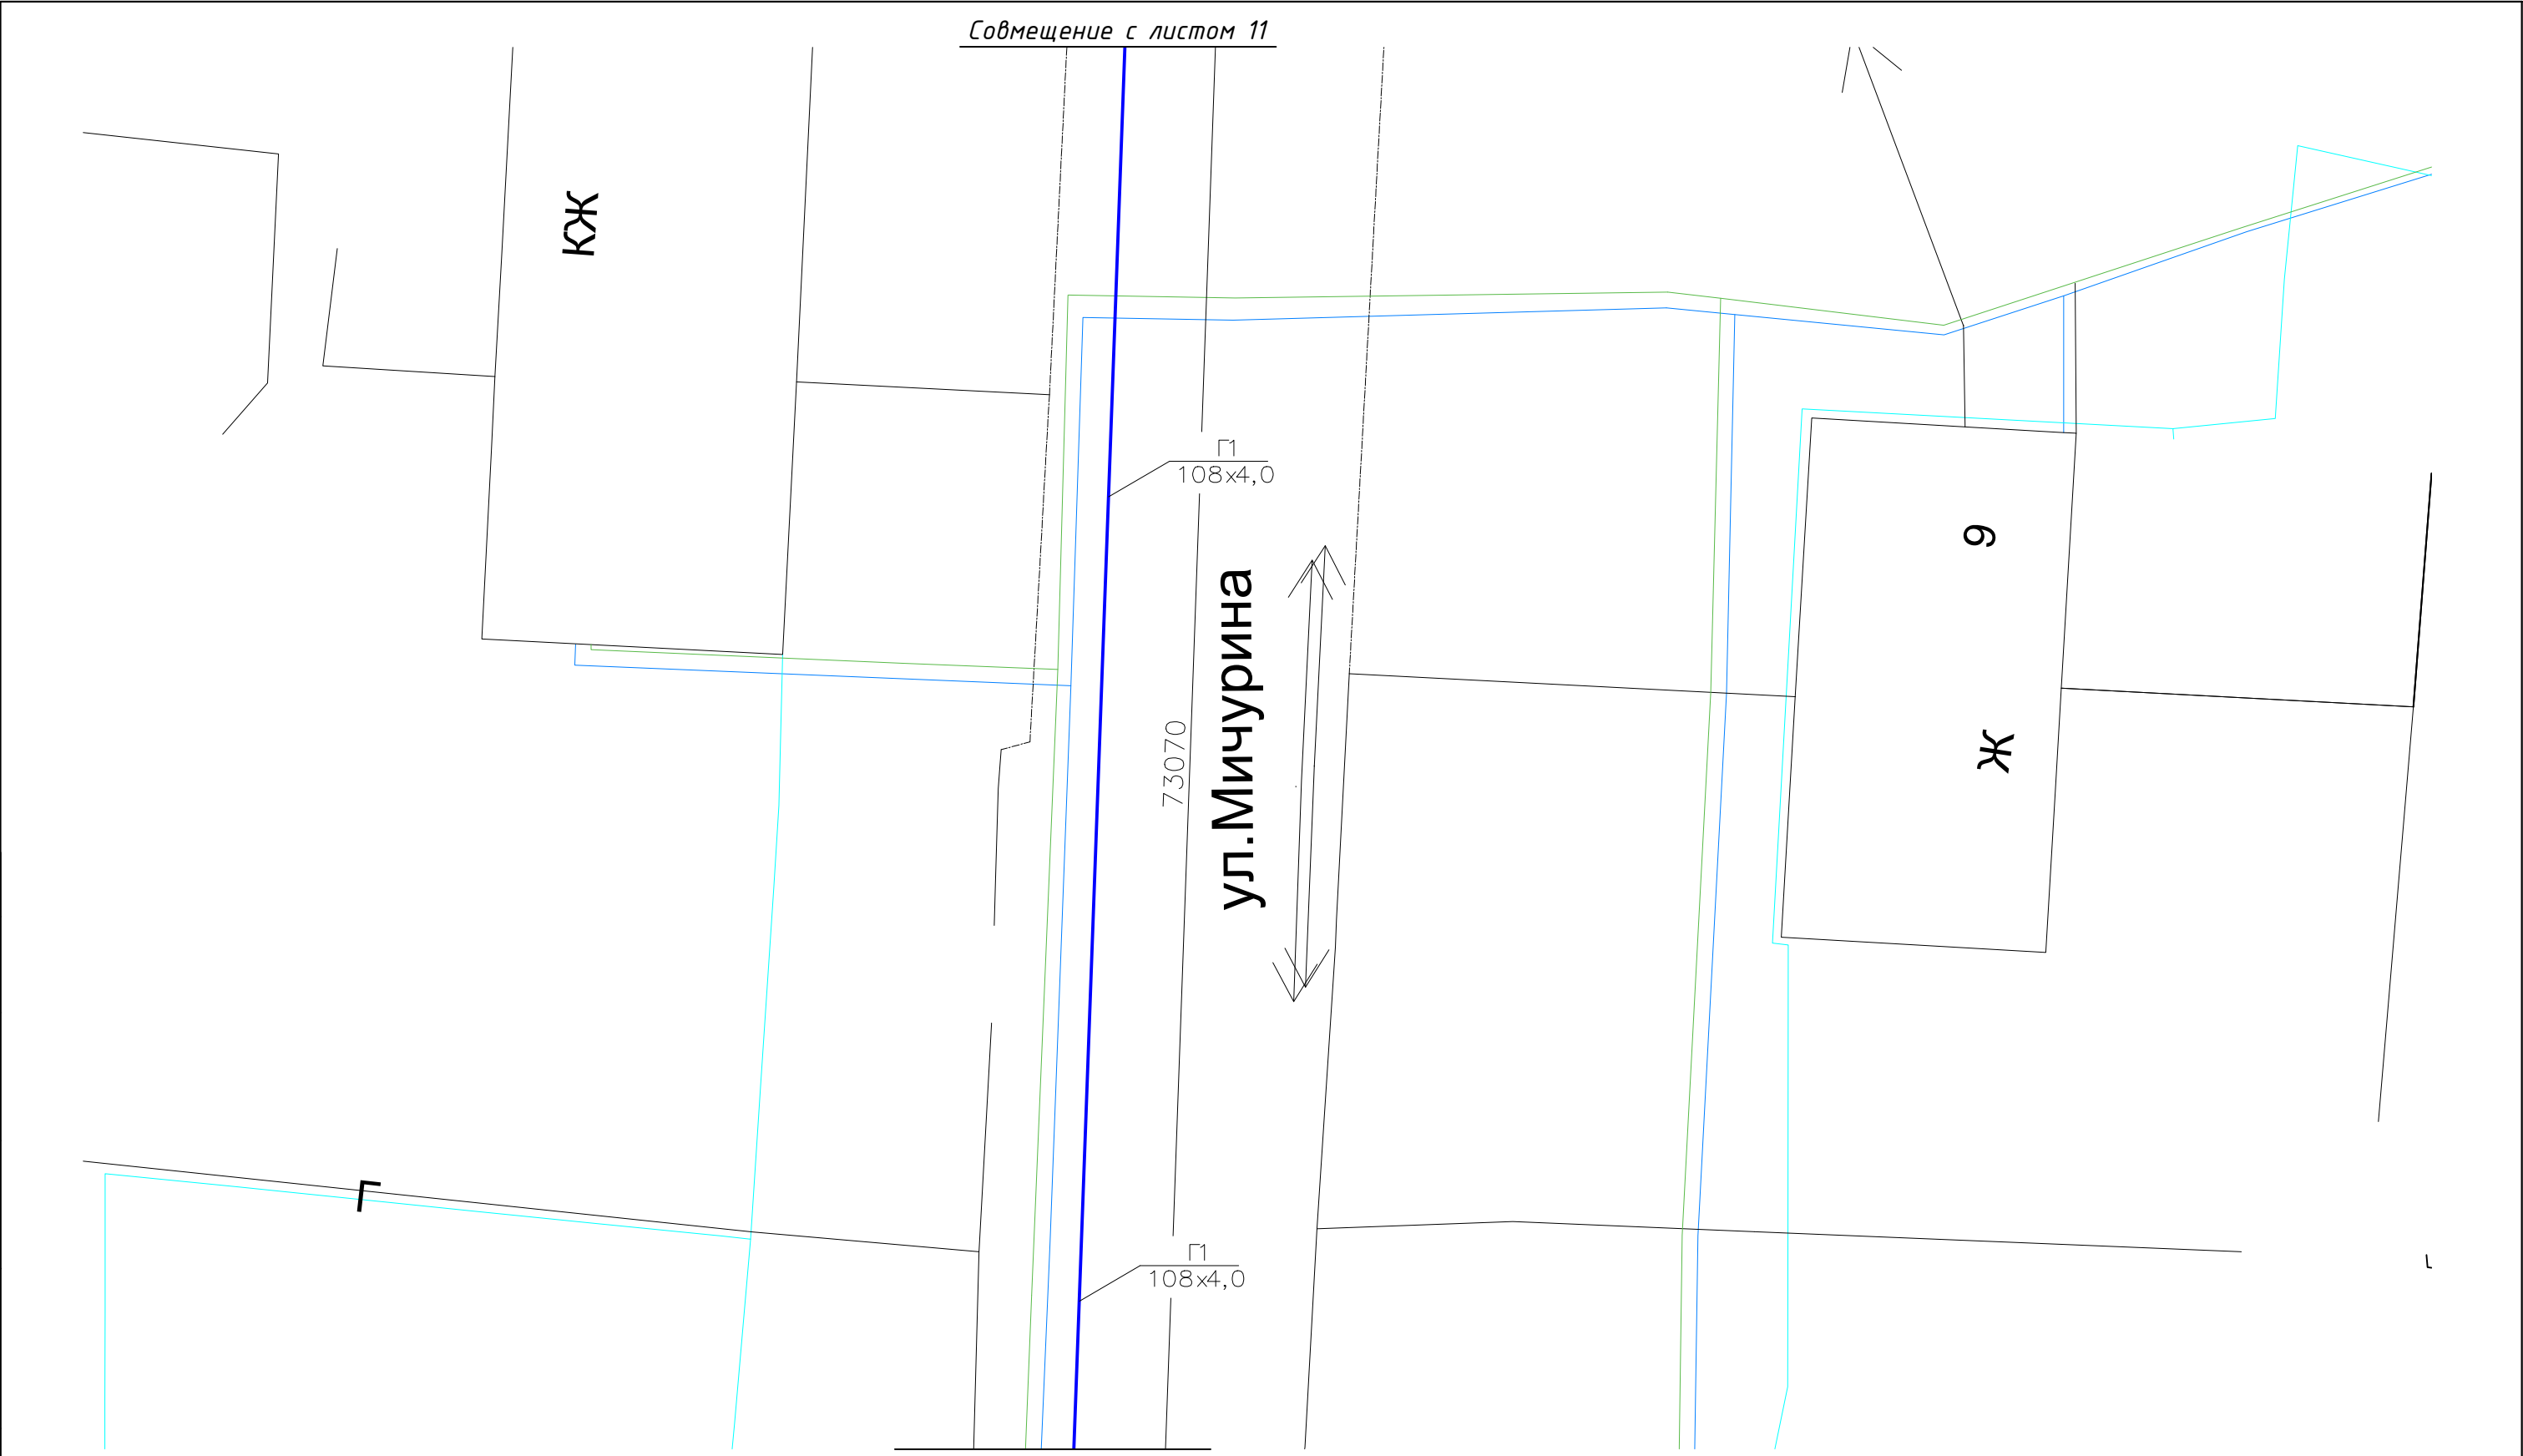 Совмещение с листом 11
КЖ
Г1
108х4,0
9
ул.Мичурина
73070
Ж
Г
Г1
108х4,0